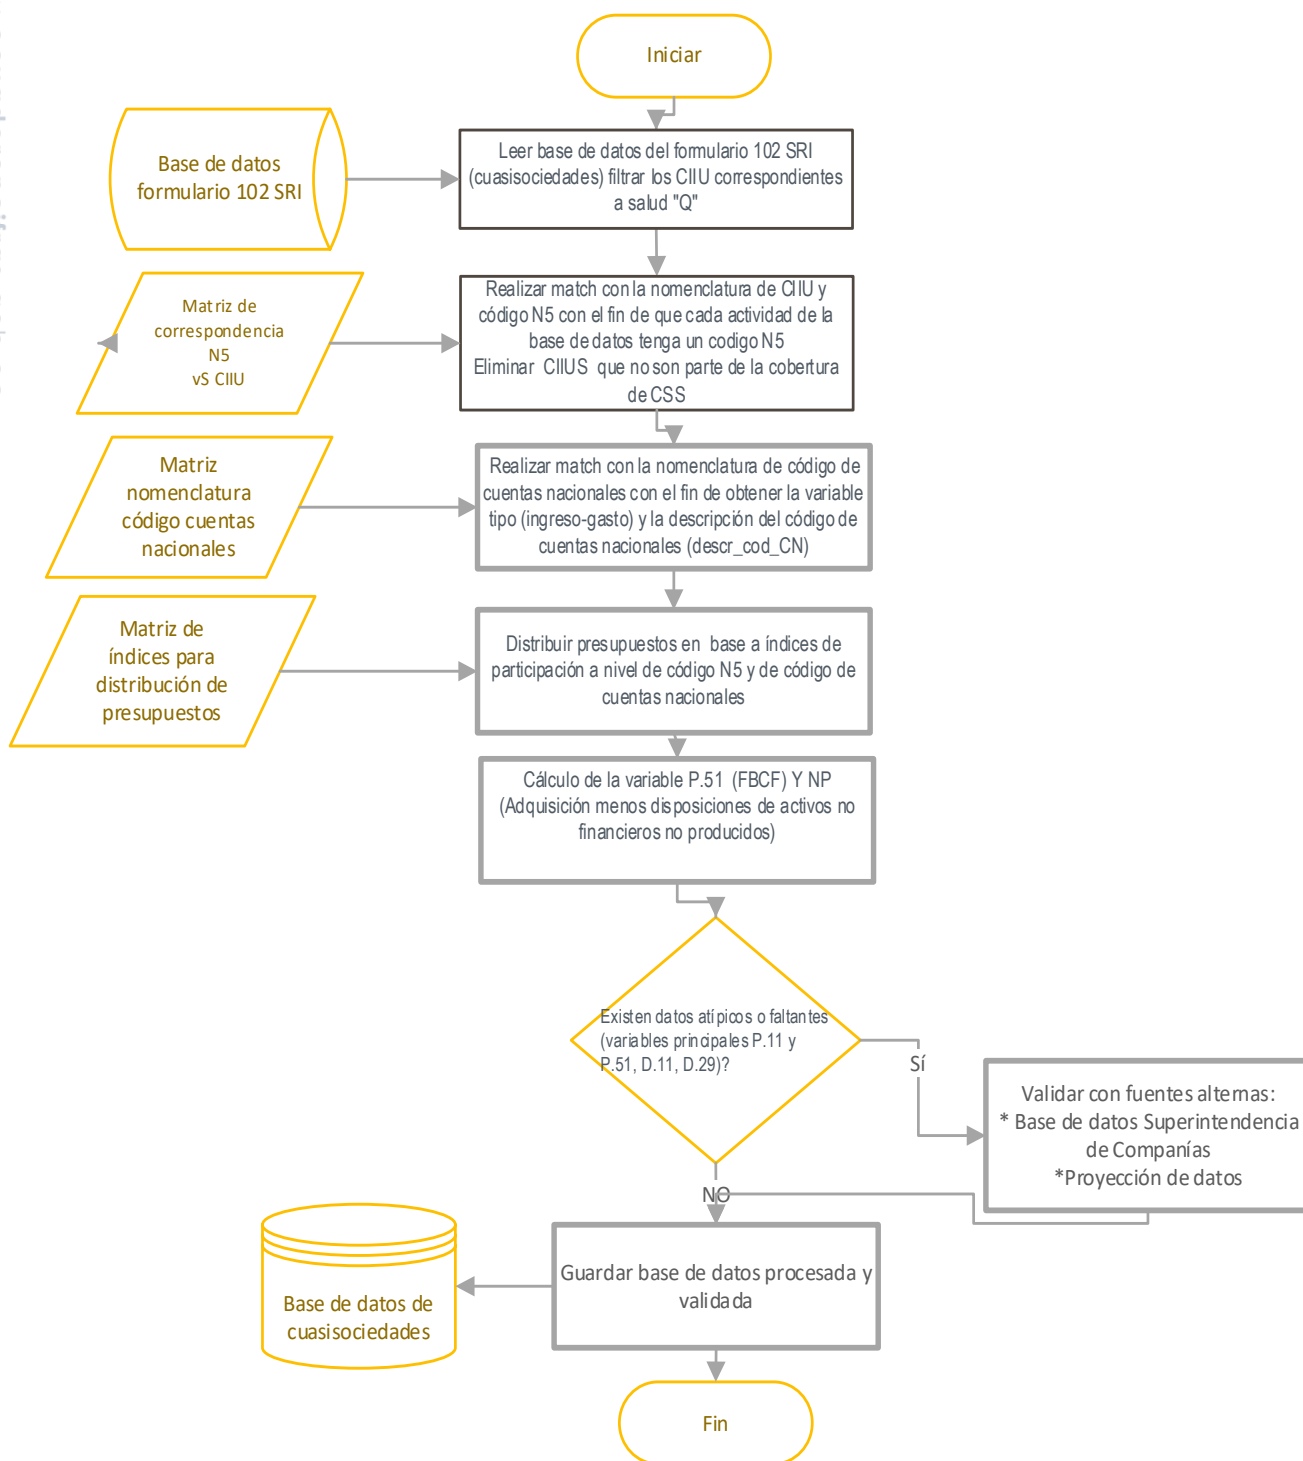 Iniciar
Base de datos
formulario 102 SRI
Leer base de datos del formulario 102 SRI
(cuasisociedades) filtrar los CIIU correspondientes
a salud "Q"
Matriz de
correspondencia
N5
vS CIIU
Realizar match con la nomenclatura de CIIU y
código N5 con el fin de que cada actividad de la
base de datos tenga un codigo N5
Eliminar CIIUS que no son parte de la cobertura
de CSS
Matriz
nomenclatura
código cuentas
nacionales
Realizar match con la nomenclatura de código de
cuentas nacionales con el fin de obtener la variable
tipo (ingreso-gasto) y la descripción del código de
cuentas nacionales (descr_cod_CN)
Matriz de
índices para
distribución de
presupuestos
Distribuir presupuestos en base a índices de
participación a nivel de código N5 y de código de
cuentas nacionales
Cálculo de la variable P.51 (FBCF) Y NP
(Adquisición menos disposiciones de activos no
financieros no producidos)
Existen datos atípicos o faltantes
(variables principales P.11 y
P.51, D.11, D.29)?
Sí
Validar con fuentes alternas:
* Base de datos Superintendencia
de Companías
*Proyección de datos
NO
Guardar base de datos procesada y
validada
Base de datos de
cuasisociedades
Fin